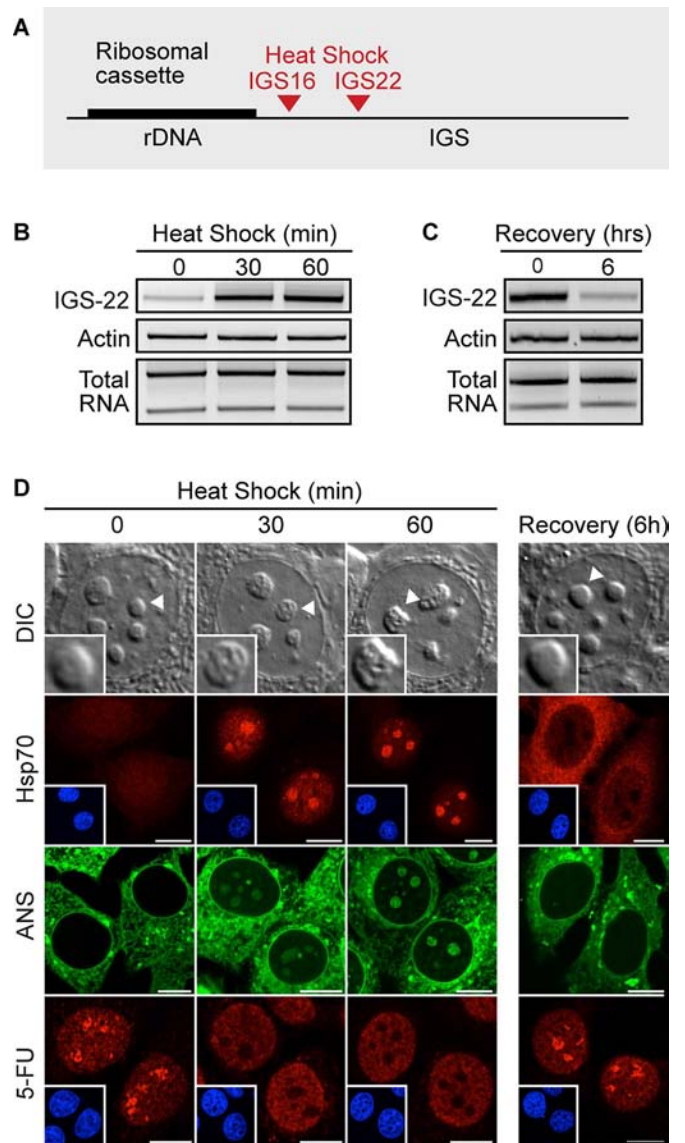 A
Ribosomal
cassette
Heat Shock
IGS16 IGS22
rDNA IGS
B
Heat Shock (min)
0 30 60
IGS-22
Actin
Total
RNA
C
Recovery (hrs)
0 6
IGS-22
Actin
Total
RNA
D
Heat Shock (min)
0 30 60 Recovery (6h)
DIC
Hsp70
ANS
5-FU